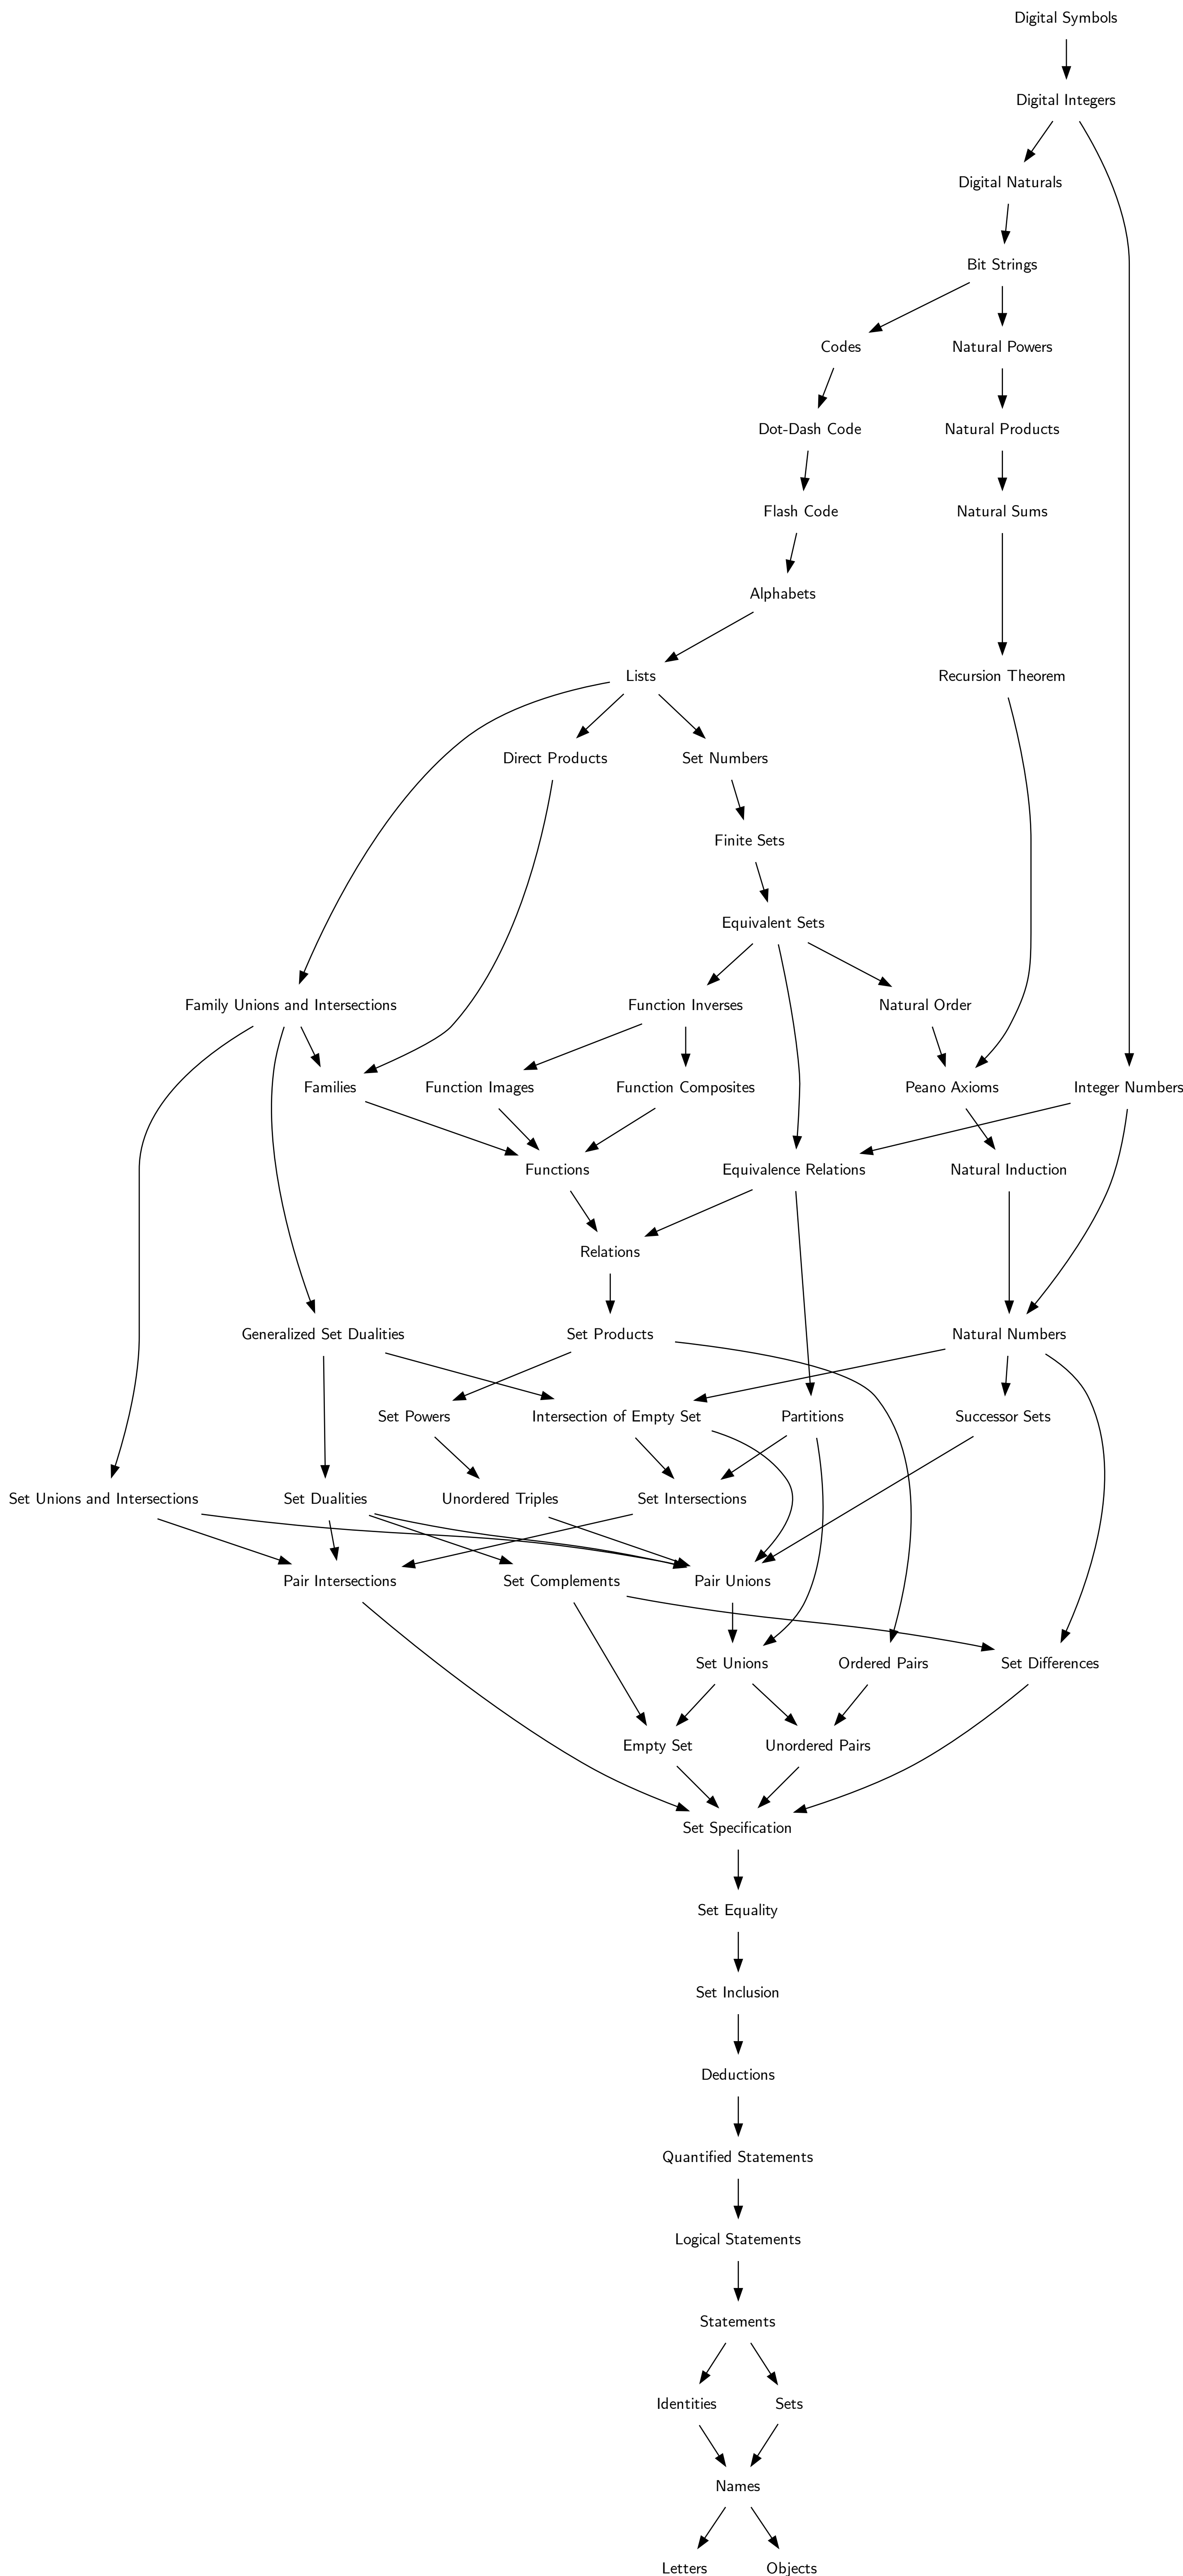 Digital Symbols
Digital Integers
Digital Naturals
Bit Strings
Codes
Natural Powers
Dot-Dash Code
Natural Products
Flash Code
Natural Sums
Alphabets
Lists
Recursion Theorem
Direct Products
Set Numbers
Finite Sets
Equivalent Sets
Family Unions and Intersections
Function Inverses
Natural Order
Families
Function Images
Function Composites
Peano Axioms
Integer Numbers
Functions
Equivalence Relations
Natural Induction
Relations
Generalized Set Dualities
Set Products
Natural Numbers
Set Powers
Intersection of Empty Set
Partitions
Successor Sets
Set Unions and Intersections
Set Dualities
Unordered Triples
Set Intersections
Pair Intersections
Set Complements
Pair Unions
Set Unions
Ordered Pairs
Set Differences
Empty Set
Unordered Pairs
Set Specification
Set Equality
Set Inclusion
Deductions
Quantified Statements
Logical Statements
Statements
Identities
Sets
Names
Letters
Objects